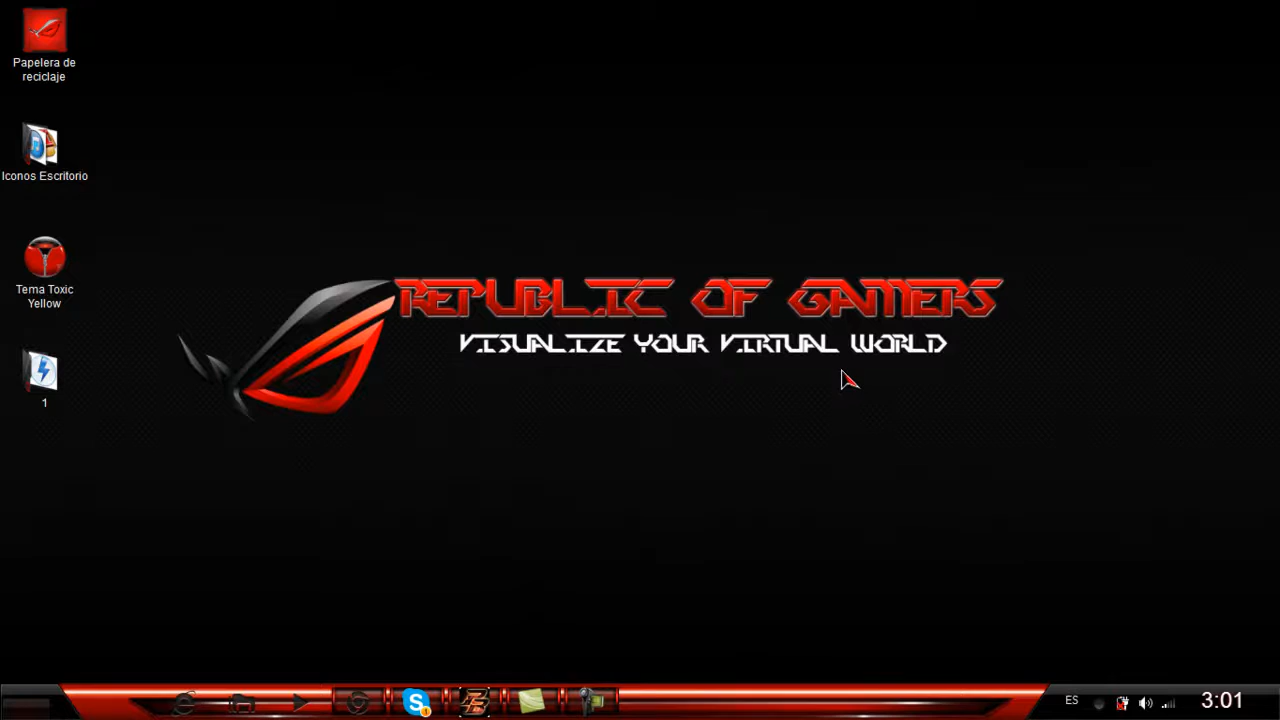 Papelera de
reciclaje
Iconos Escritorio
Tema Toxic
Yellow
1
REPUBLIC OF GAMERS
VISUALIZE YOUR VIRTUAL WORLD
S
1
ES
3:01